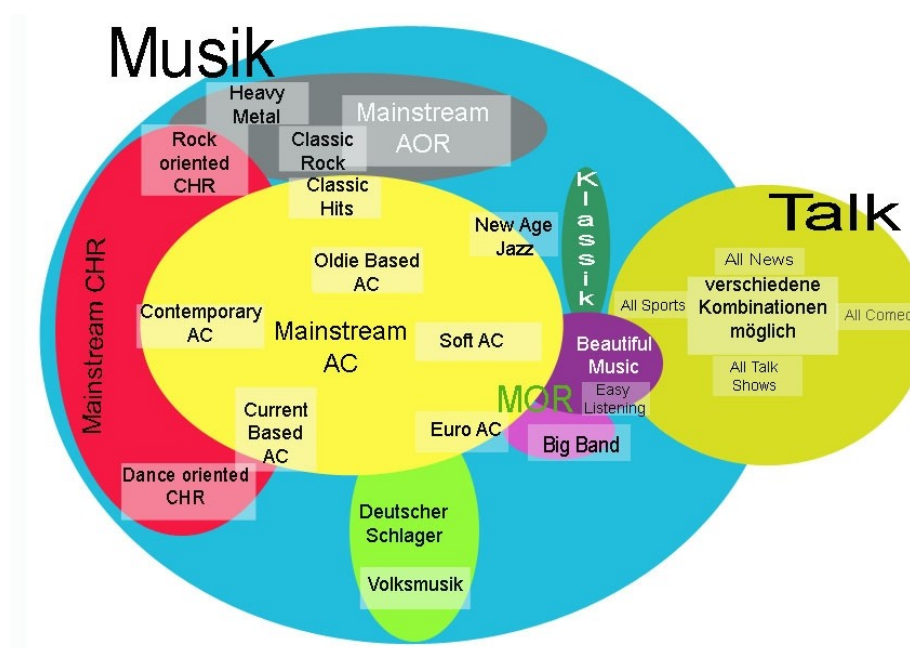 Musik
Heavy
Metal
Mainstream
AOR
Rock
oriented
CHR
Classic
Rock
Classic
Hits
Klassik
Talk
New Age
Jazz
Oldie Based
AC
All News
verschiedene
Kombinationen
möglich
All Sports
All Comed
All Talk
Shows
Mainstream CHR
Contemporary
AC
Mainstream
AC
Soft AC
Beautiful
Music
Easy
Listening
MOR
Current
Based
AC
Euro AC
Big Band
Dance oriented
CHR
Deutscher
Schlager
Volksmusik